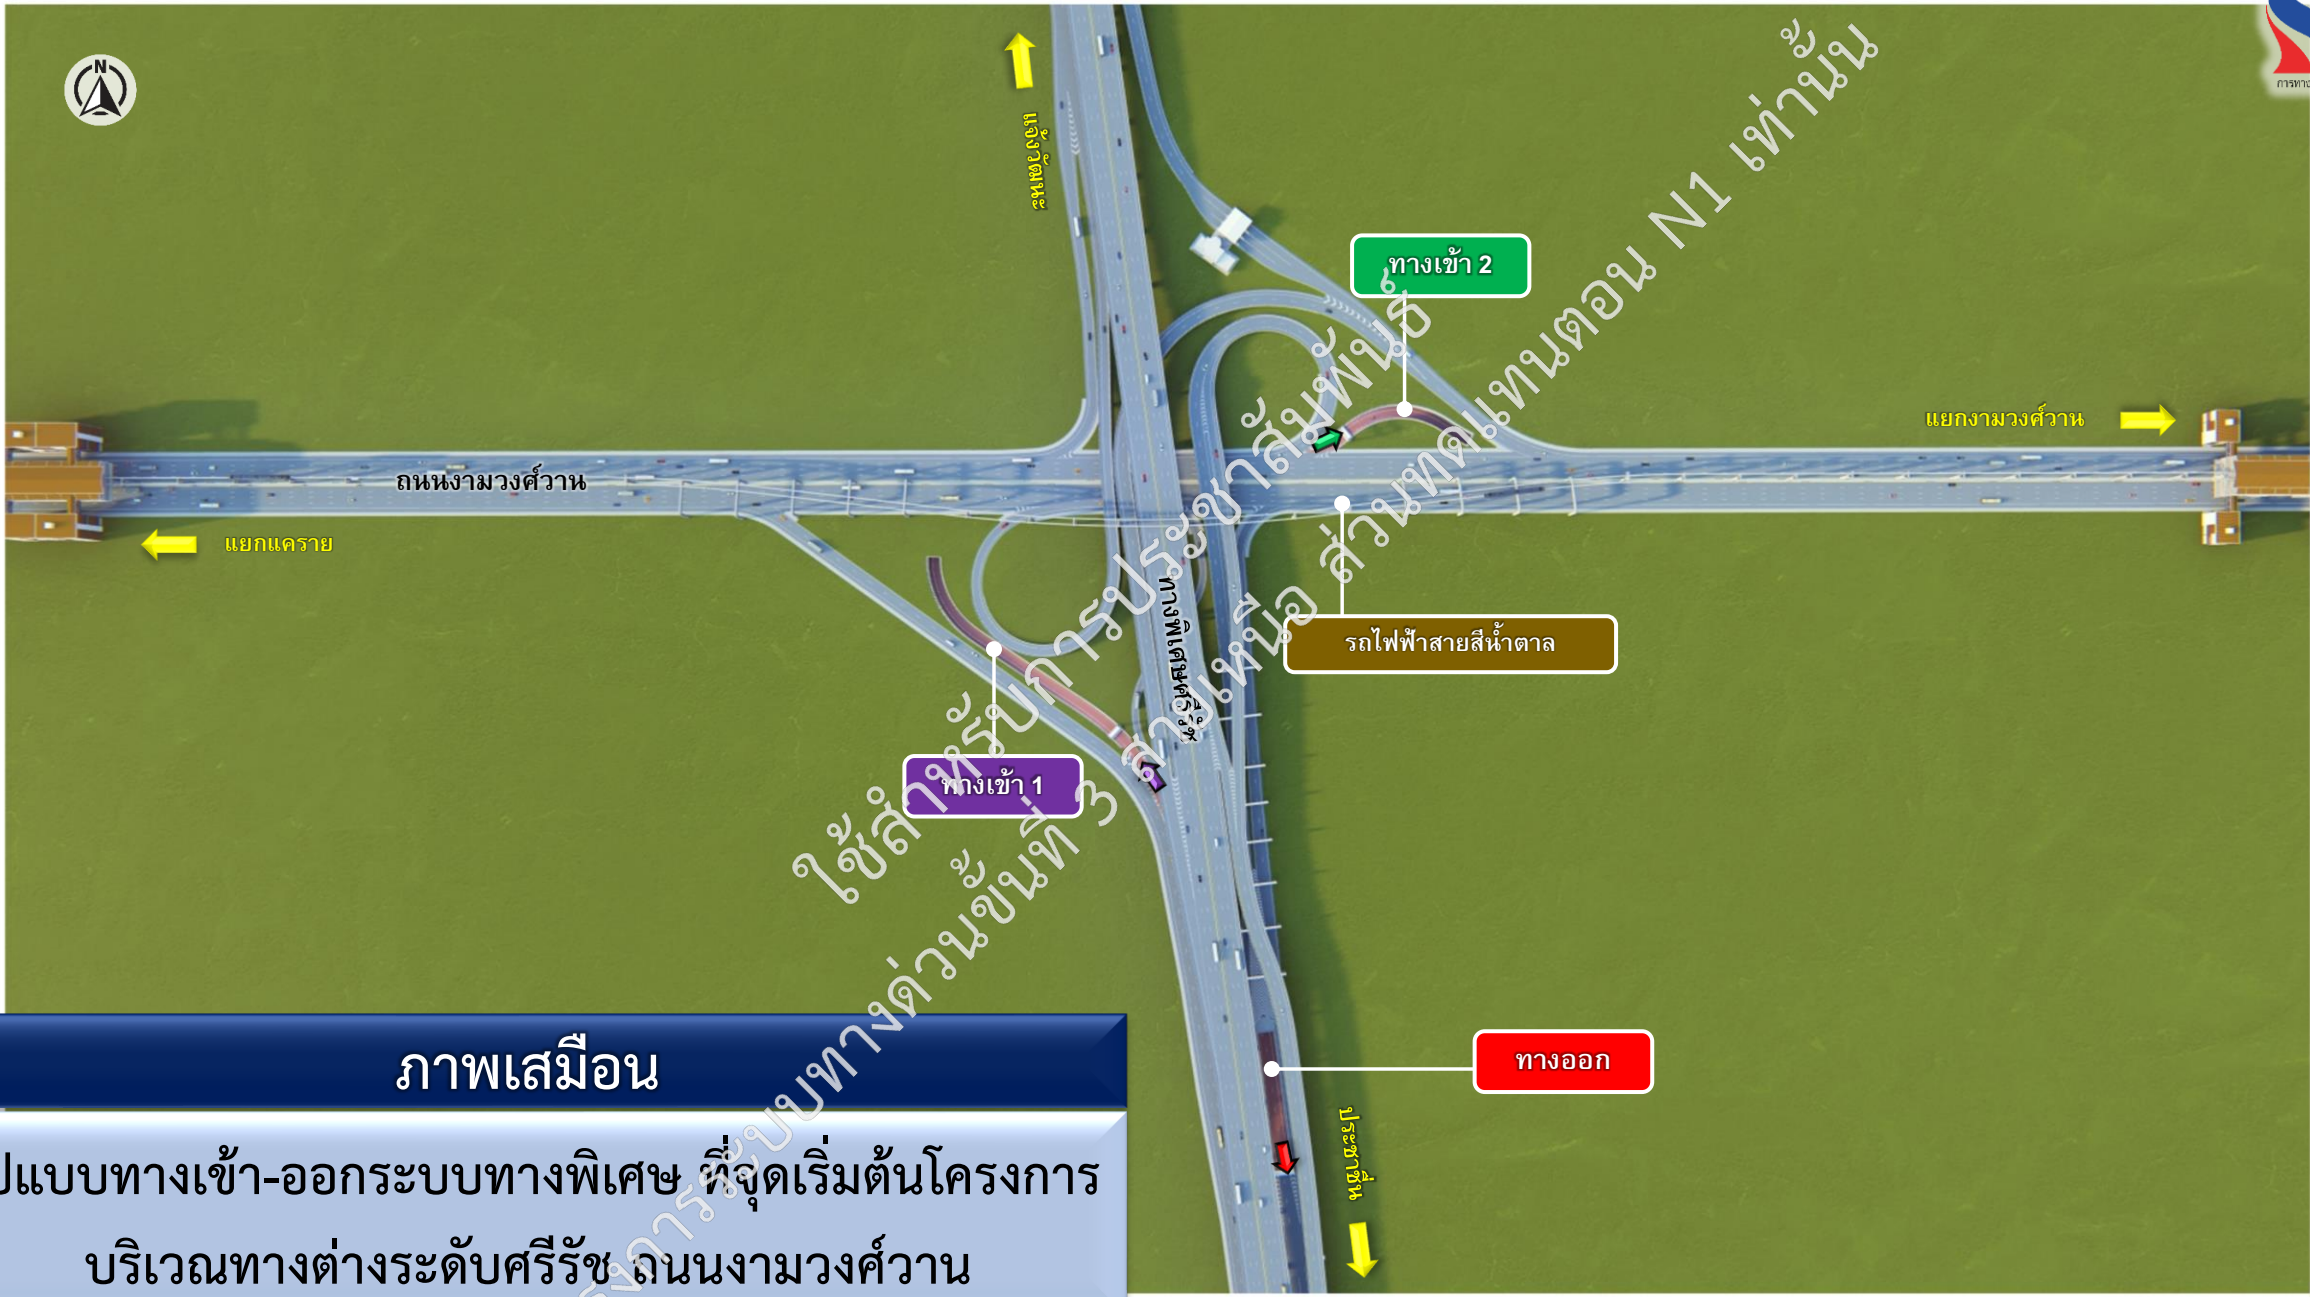 N
การทาง
แจ้งวัฒนะ
ทางเข้า 2
แยกงามวงศ์วาน
ถนนงามวงศ์วาน
แยกแคราย
ทางพิเศษศรีรัช
รถไฟฟ้าสายสีน้ำตาล
ทางเข้า 1
ทางออก
ประชาชื่น
ใช้สำหรับการประชาสัมพันธ์
โครงการระบบทางด่วนขั้นที่ 3 สายเหนือ ส่วนทดแทนตอน N1 เท่านั้น
ภาพเสมือน
ปแบบทางเข้า-ออกระบบทางพิเศษ ที่จุดเริ่มต้นโครงการ
บริเวณทางต่างระดับศรีรัช ถนนงามวงศ์วาน